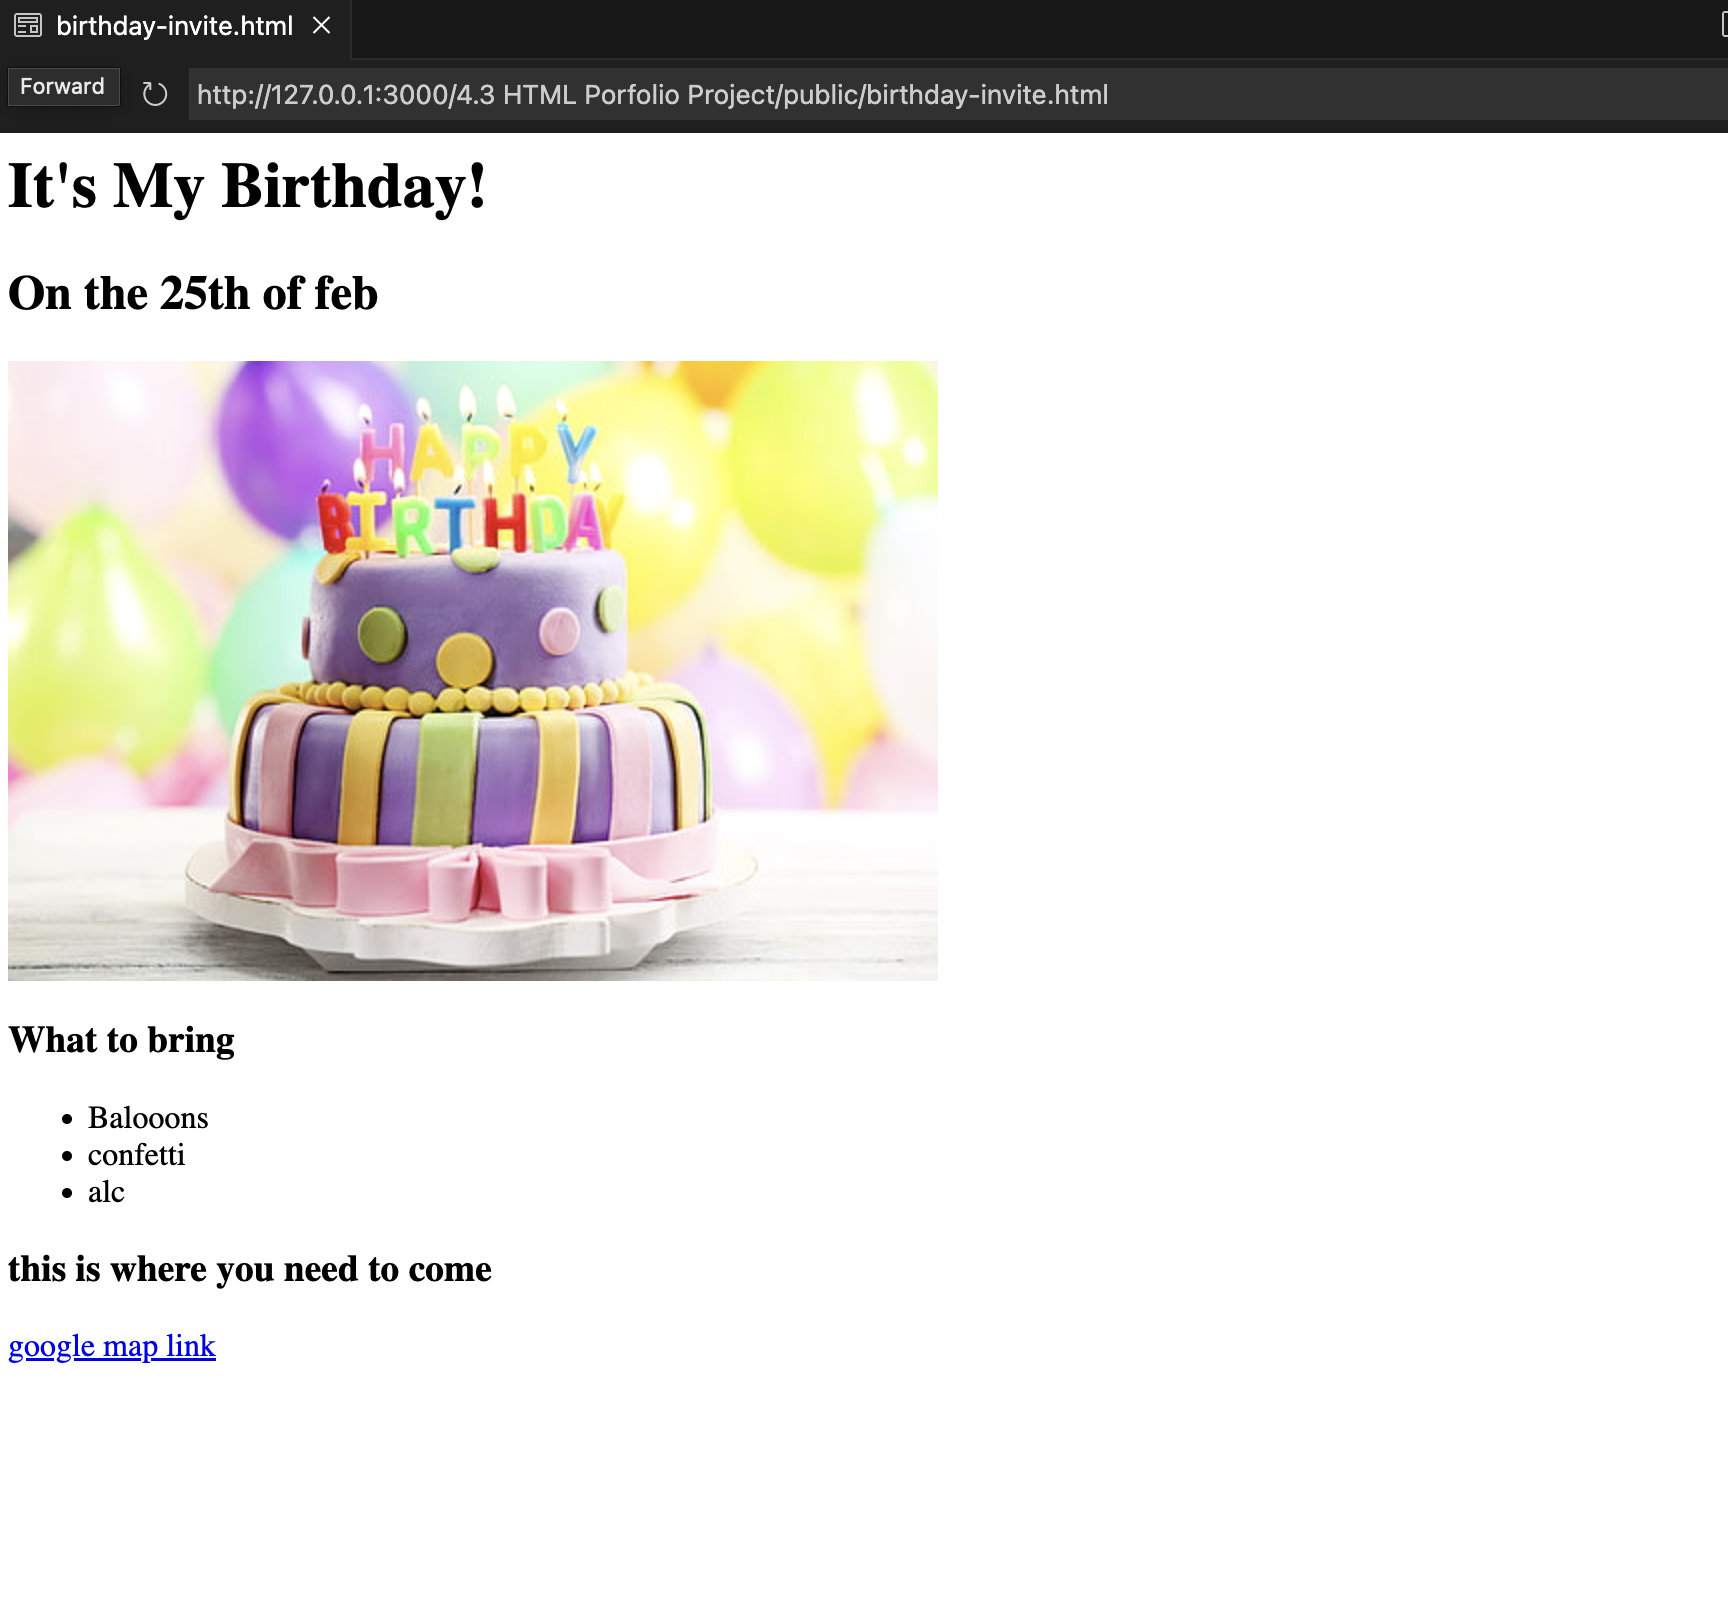 birthday-invite.html
Forward
http://127.0.0.1:3000/4.3 HTML Porfolio Project/public/birthday-invite.html
It's My Birthday!
On the 25th of feb
HAPPY
BIRTHDAY
What to bring
Balooons
confetti
alc
this is where you need to come
google map link